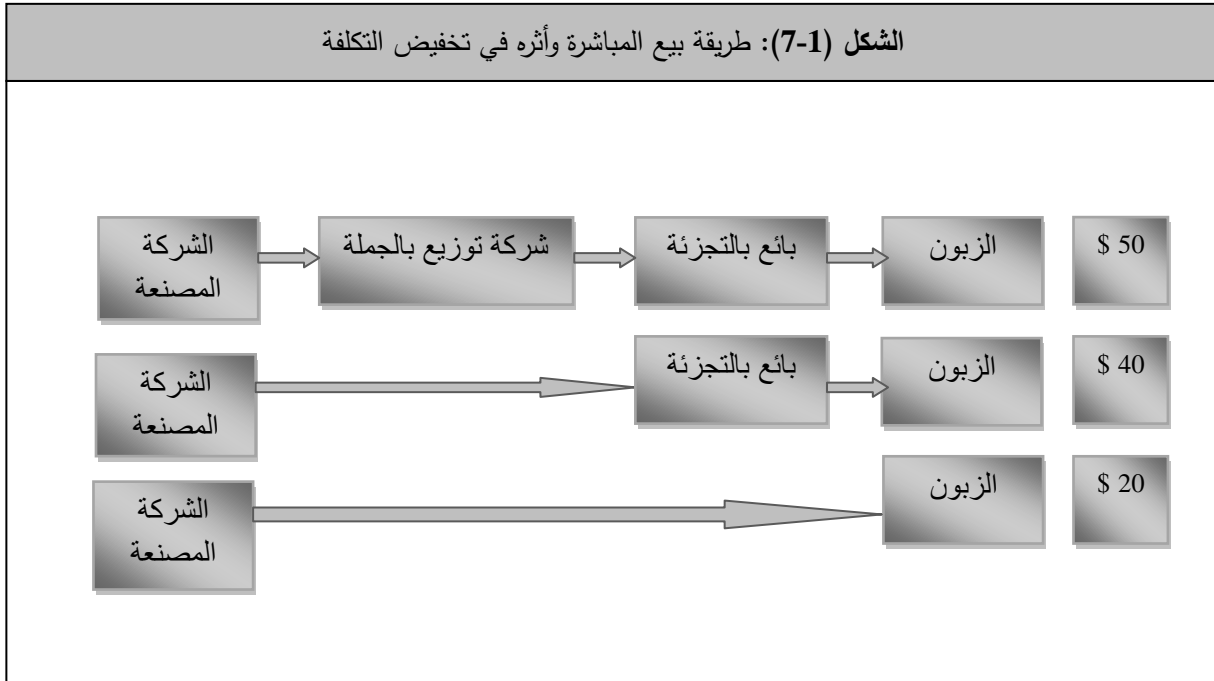 الشكل (1-7): طريقة بيع المباشرة وأثره في تخفيض التكلفة
الشركة
المصنعة
شركة توزيع بالجملة
بائع بالتجزئة
الزبون
50 $
الشركة
المصنعة
بائع بالتجزئة
الزبون
40 $
الشركة
المصنعة
الزبون
20 $